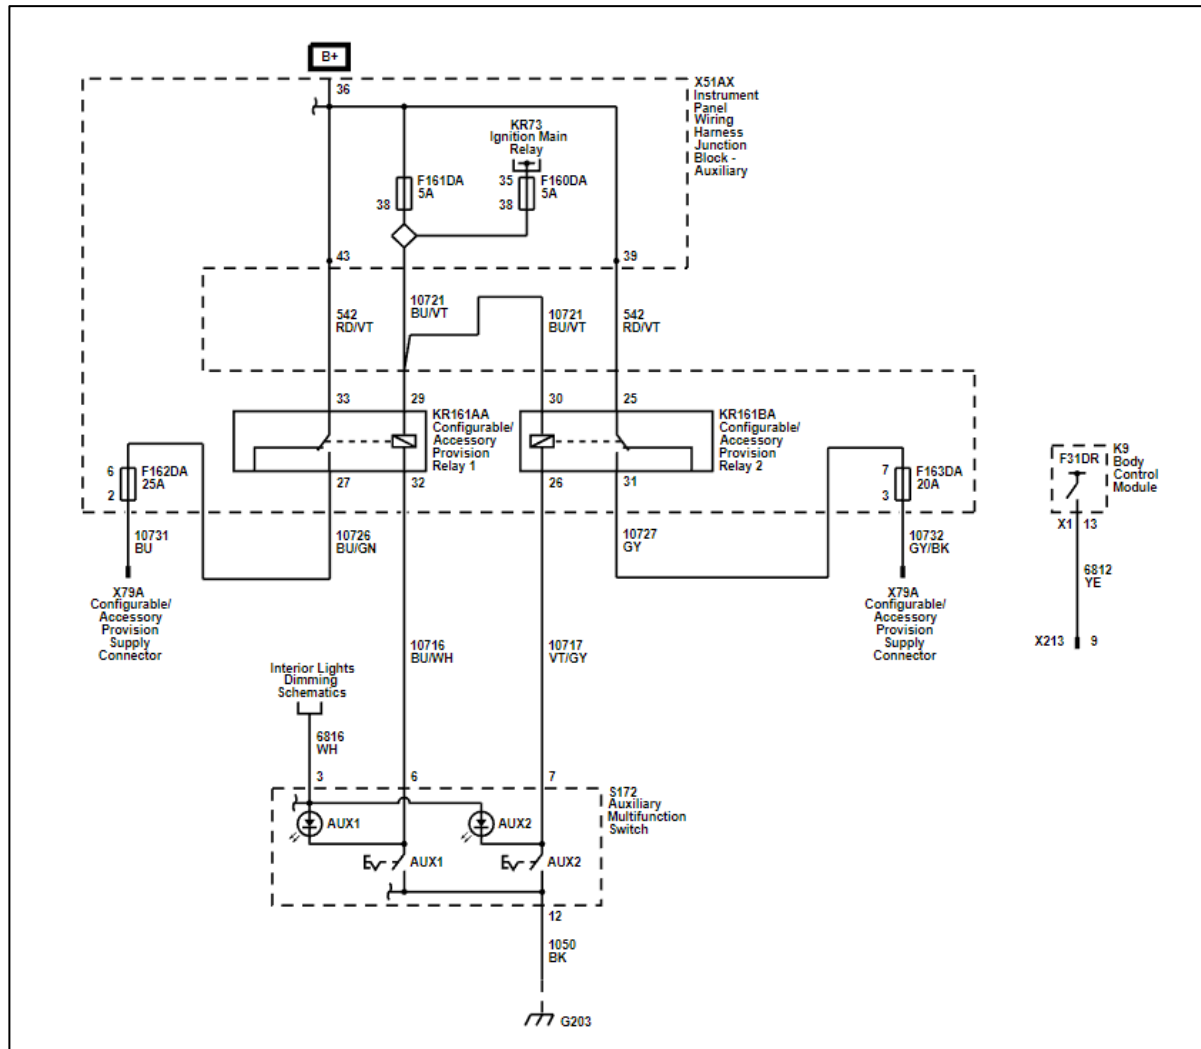 B+
36
X51AX
Instrument
Panel
Wiring
Harness
Junction
Block -
Auxiliary
KR73
Ignition Main
Relay
F161DA
5A
38
35
38
F160DA
5A
43
39
542
RD/VT
10721
BU/VT
10721
BU/VT
542
RD/VT
33
29
30
25
KR161AA
Configurable/
Accessory
Provision
Relay 1
KR161BA
Configurable/
Accessory
Provision
Relay 2
27
32
26
31
6
2
F162DA
25A
7
3
F163DA
20A
F31DR
K9
Body
Control
Module
X1
13
10731
BU
10726
BU/GN
10727
GY
10732
GY/BK
6812
YE
X79A
Configurable/
Accessory
Provision
Supply
Connector
X79A
Configurable/
Accessory
Provision
Supply
Connector
X213
9
10716
BU/WH
10717
VT/GY
Interior Lights
Dimming
Schematics
6816
WH
3
6
7
S172
Auxiliary
Multifunction
Switch
AUX1
AUX2
AUX1
AUX2
12
1050
BK
G203